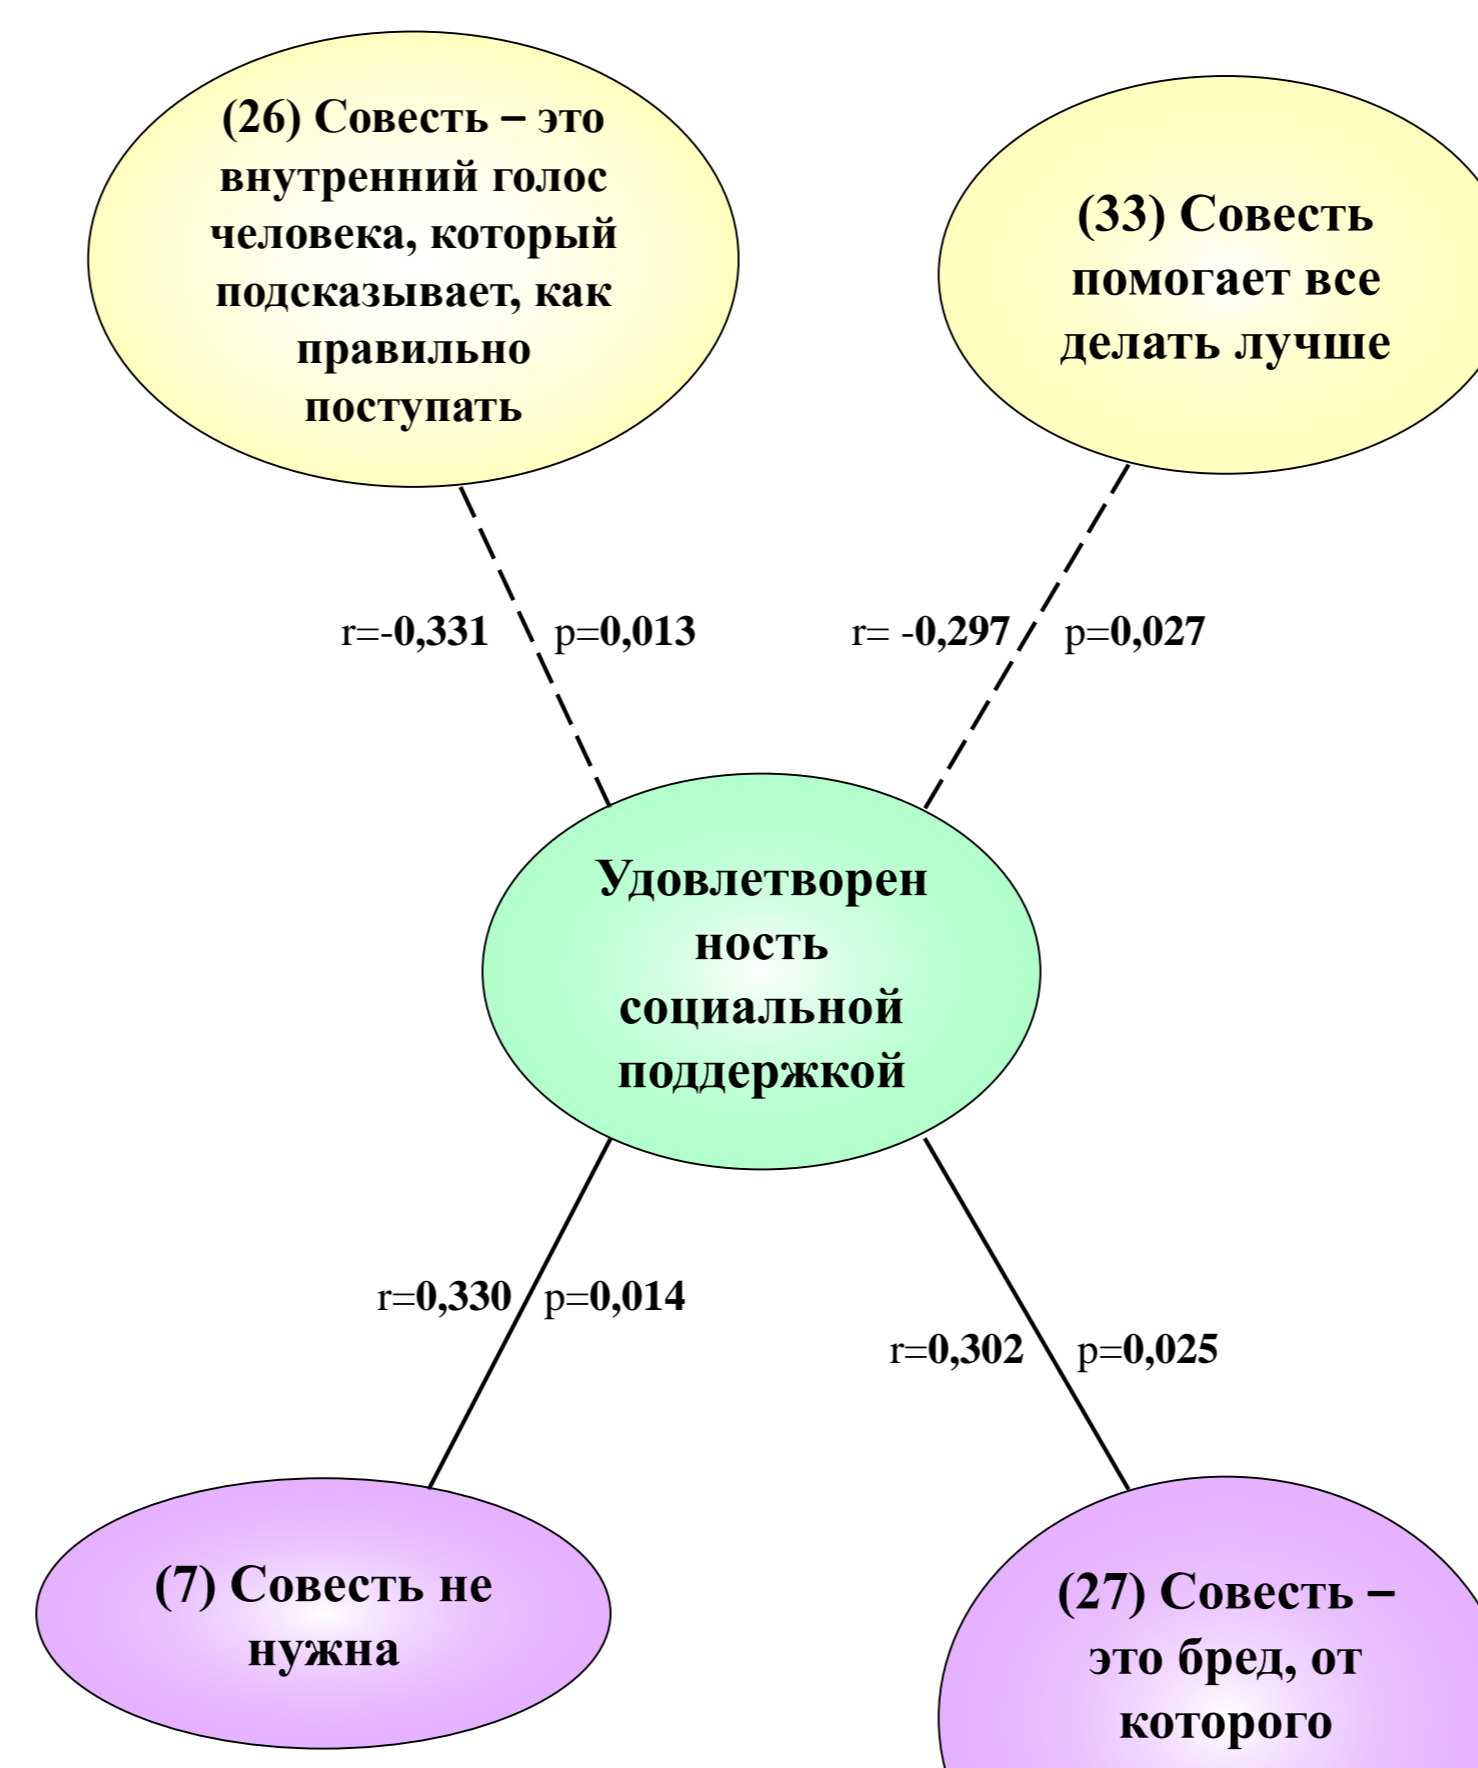 (26) Совесть – это
внутренний голос
человека, который
подсказывает, как
правильно
поступать
(33) Совесть
помогает все
делать лучше
r=-0,331 p=0,013
r= -0,297 p=0,027
Удовлетворен
ность
социальной
поддержкой
r=0,330 p=0,014
r=0,302 p=0,025
(7) Совесть не
нужна
(27) Совесть –
это бред, от
которого